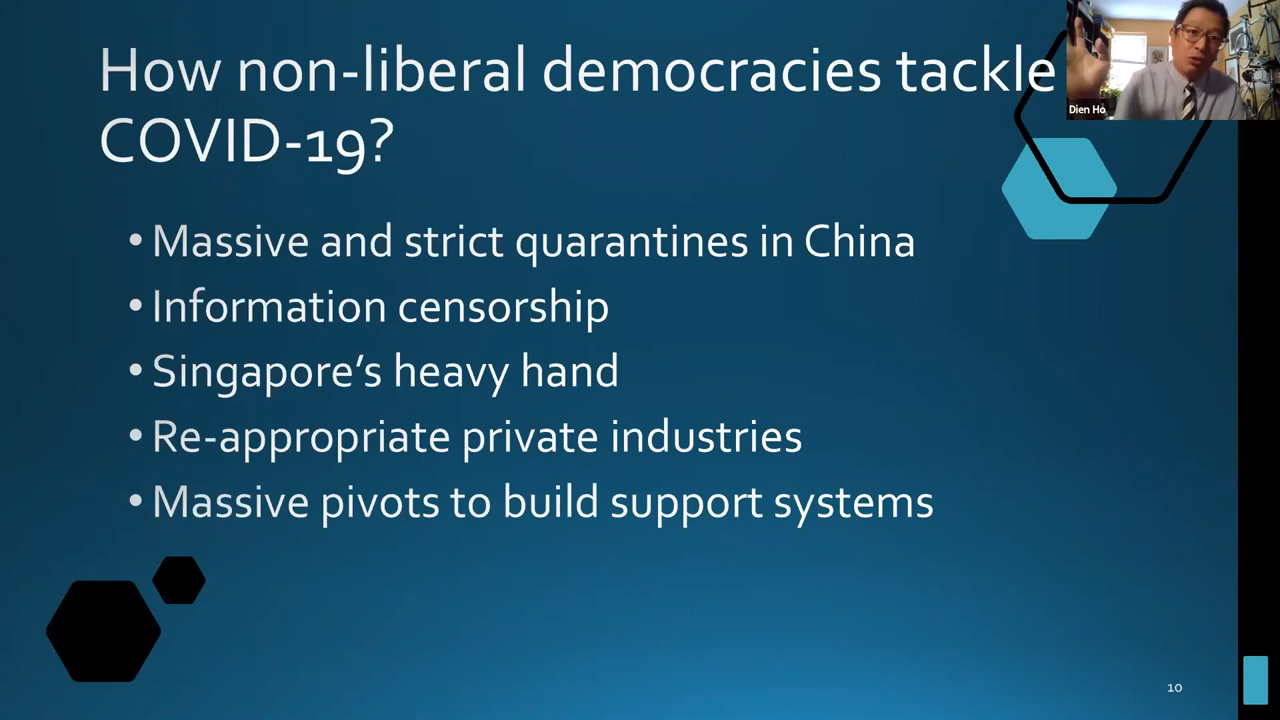 How non-liberal democracies tackle
COVID-19?
Dien Ho
• Massive and strict quarantines in China
• Information censorship
• Singapore’s heavy hand
• Re-appropriate private industries
• Massive pivots to build support systems
10